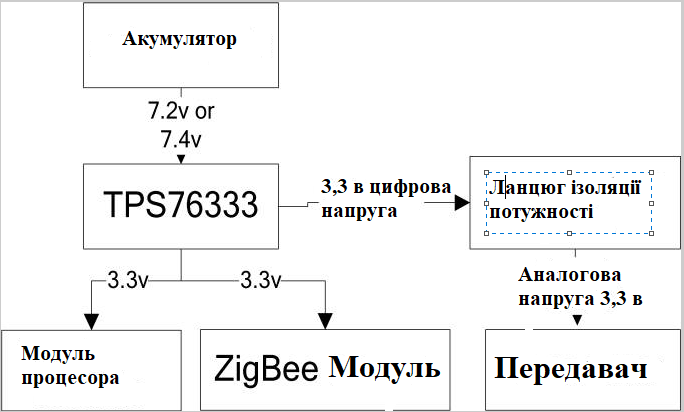 Акумулятор
7.2v or
7.4v
TPS76333
3,3 в цифрова
напруга
Ланцюг ізоляції
потужності
3.3v
3.3v
Аналогова
напруга 3,3 в
Модуль
процесора
ZigBee Модуль
Передавач